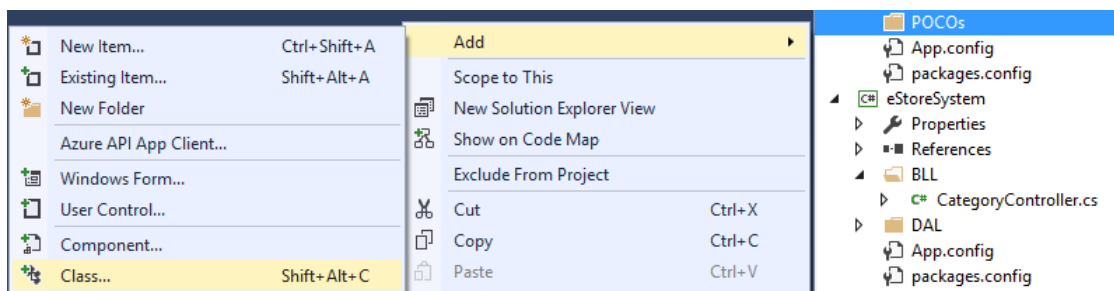 New Item... Ctrl+Shift+A
Existing Item... Shift+Alt+A
New Folder
Azure API App Client...
Windows Form...
User Control...
Component...
Class... Shift+Alt+C
Add
Scope to This
New Solution Explorer View
Show on Code Map
Exclude From Project
Cut Ctrl+X
Copy Ctrl+C
Paste Ctrl+V
POCOs
App.config
packages.config
C# eStoreSystem
Properties
References
BLL
C# CategoryController.cs
DAL
App.config
packages.config